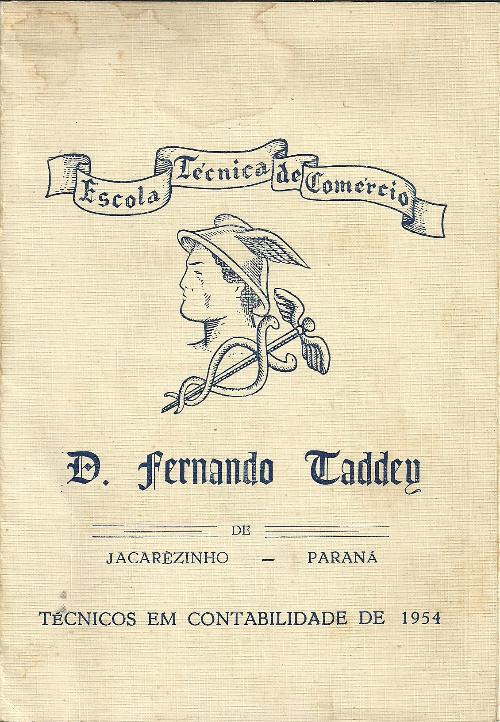 Escola Técnica de Comércio
D. Fernando Taddey
DE
JACARÈZINHO — PARANÁ
TÉCNICOS EM CONTABILIDADE DE 1954